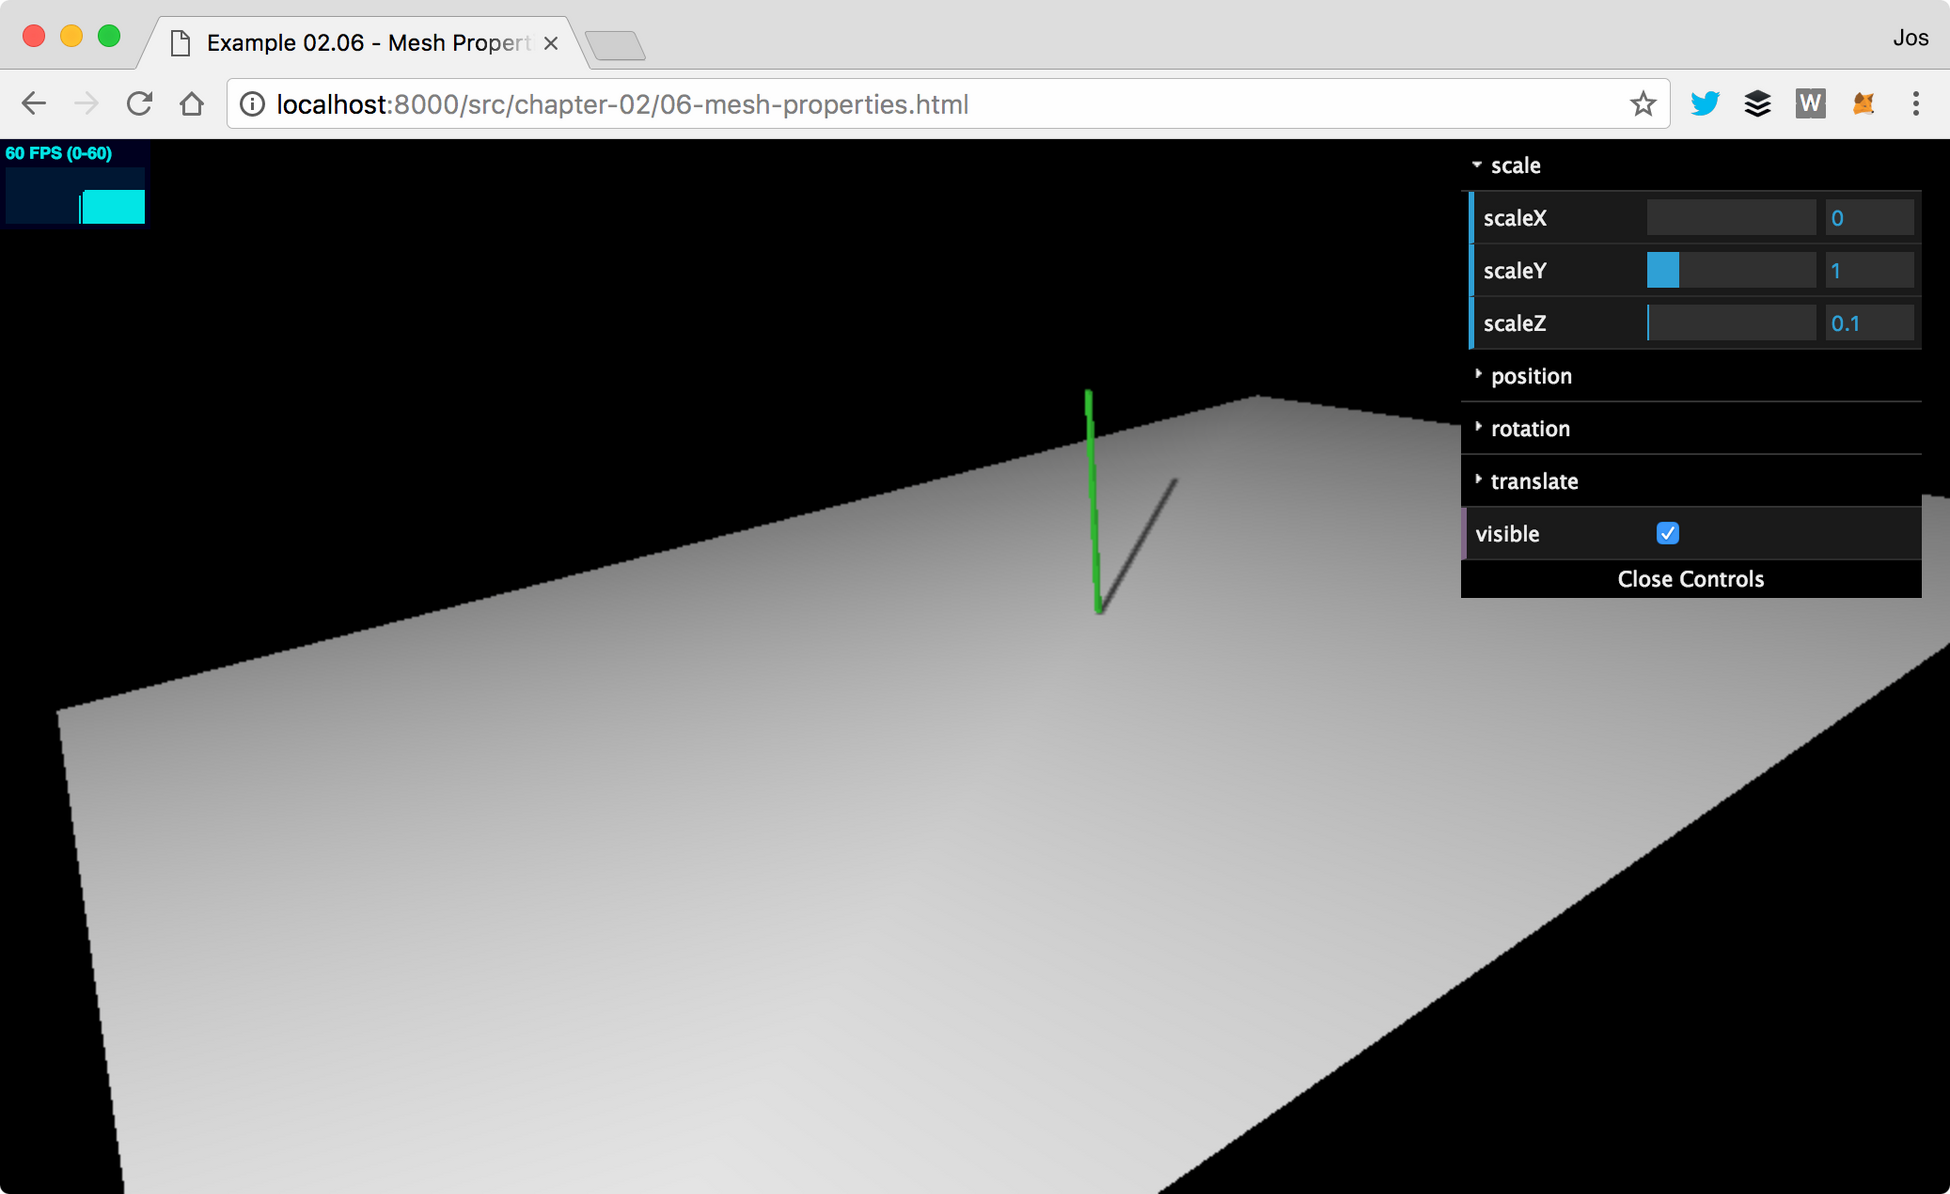 Example 02.06 - Mesh Propert
Jos
localhost:8000/src/chapter-02/06-mesh-properties.html
W
60 FPS (0-60)
scale
scaleX 0
scaleY 1
scaleZ 0.1
position
rotation
translate
visible
Close Controls